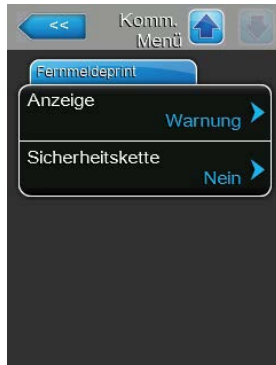 <<
Komm.
Menü
Fernmeldeprint
Anzeige
Warnung
Sicherheitskette
Nein